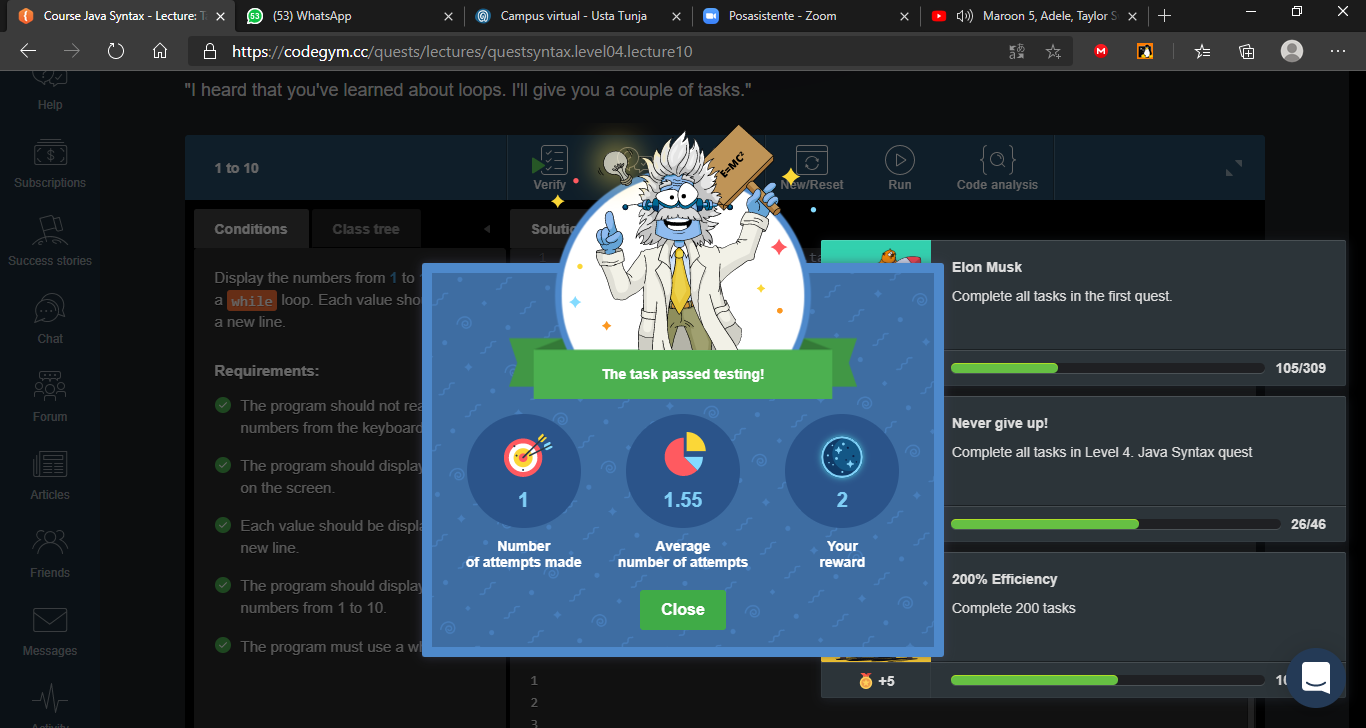 Course Java Syntax - Lecture: T
(53) WhatsApp
Campus virtual - Usta Tunja
Posasistente - Zoom
Maroon 5, Adele, Taylor S
https://codegym.cc/quests/lectures/questsyntax.level04.lecture10
Help
Subscriptions
Success stories
Chat
Forum
Articles
Friends
Messages
Activity
"I heard that you've learned about loops. I'll give you a couple of tasks."
1 to 10
Verify
New/Reset
Run
Code analysis
Conditions
Class tree
Solutio
1
Display the numbers from 1 to
a while loop. Each value shou
a new line.
Requirements:
The program should not rea
numbers from the keyboard
The program should display
on the screen.
Each value should be displa
new line.
The program should display
numbers from 1 to 10.
The program must use a w
E=MC²
The task passed testing!
1
Number
of attempts made
1.55
Average
number of attempts
2
Your
reward
Close
Elon Musk
Complete all tasks in the first quest.
105/309
Never give up!
Complete all tasks in Level 4. Java Syntax quest
26/46
200% Efficiency
Complete 200 tasks
+5
1
2
3